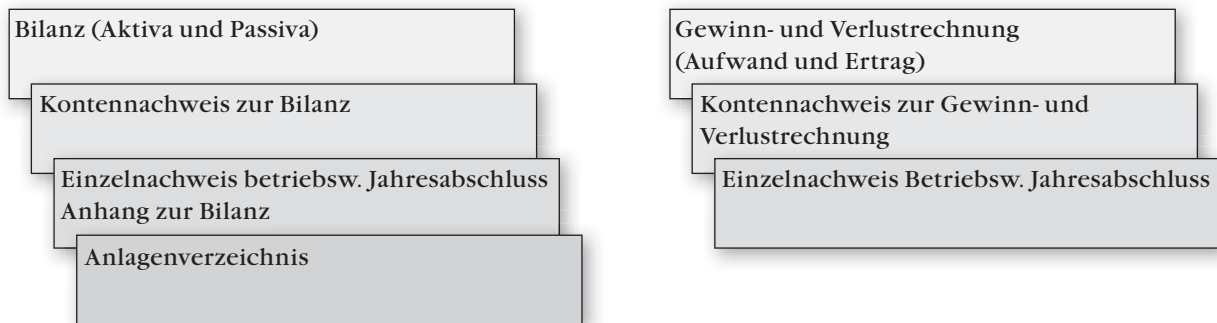 Bilanz (Aktiva und Passiva)
Kontennachweis zur Bilanz
Einzelnachweis betriebsw. Jahresabschluss
Anhang zur Bilanz
Anlagenverzeichnis
Gewinn- und Verlustrechnung
(Aufwand und Ertrag)
Kontennachweis zur Gewinn- und
Verlustrechnung
Einzelnachweis Betriebsw. Jahresabschluss